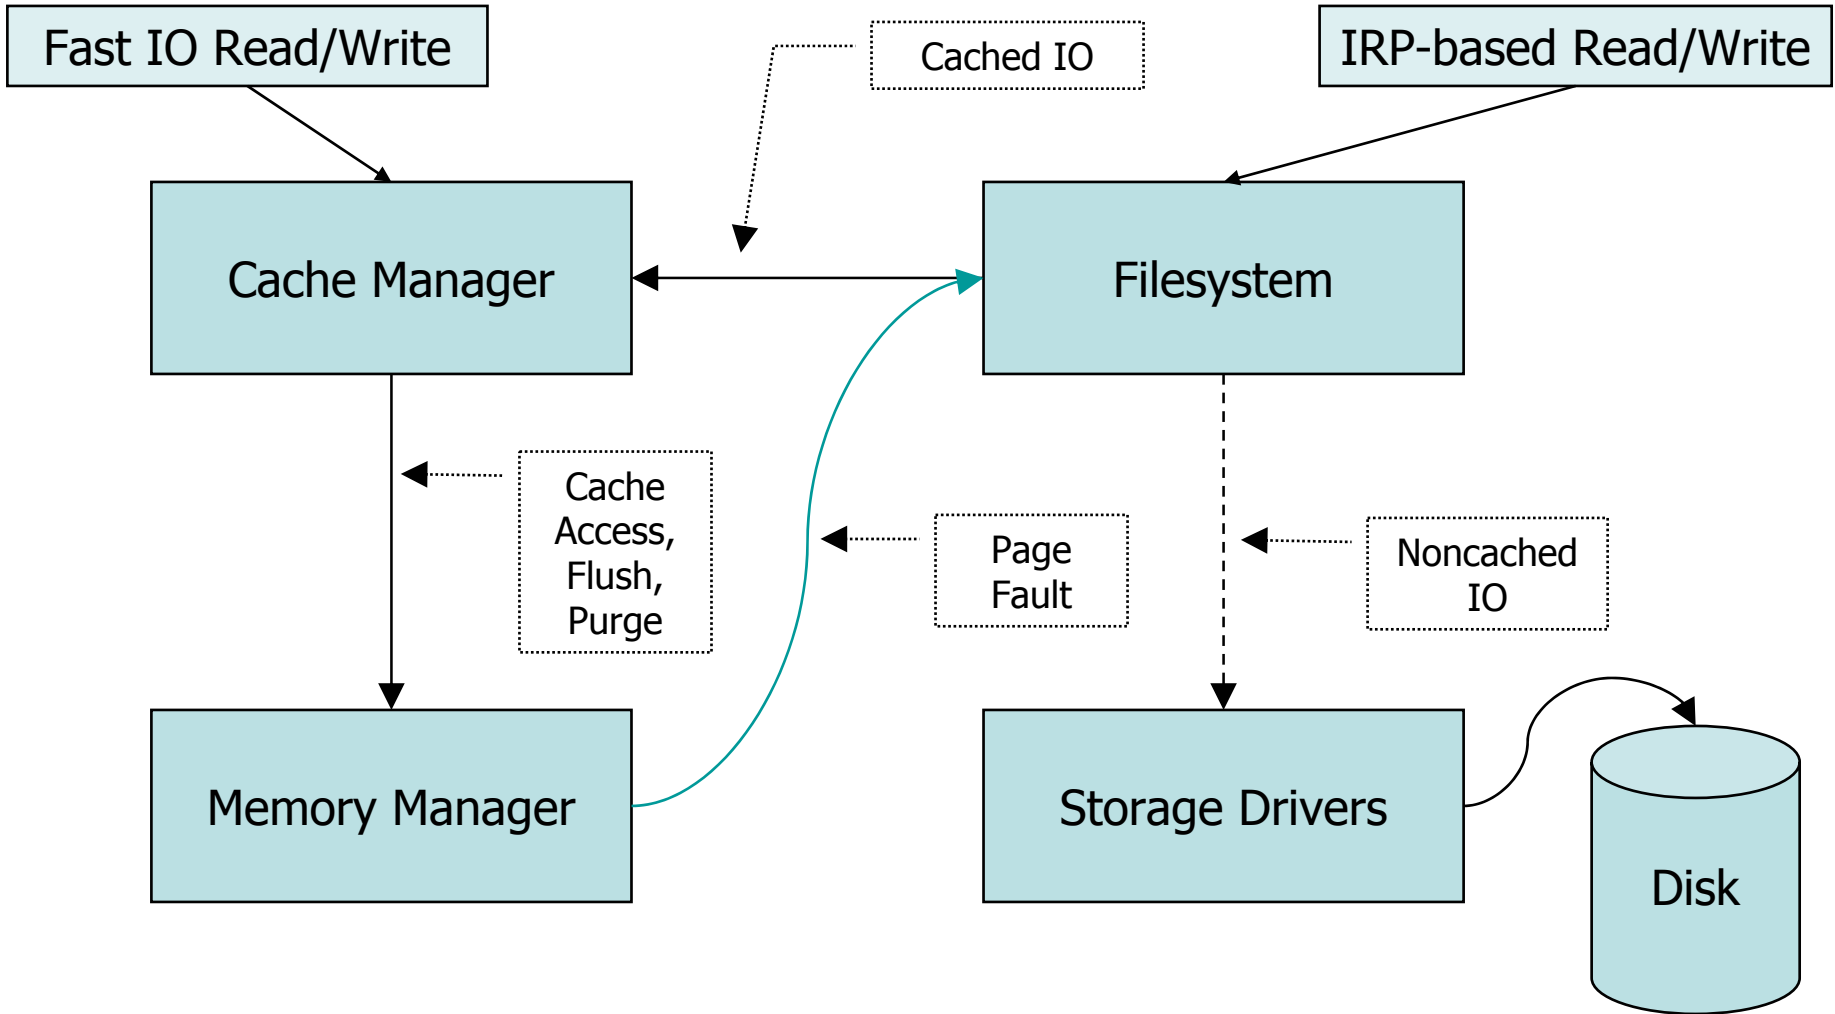 Fast IO Read/Write
Cached IO
IRP-based Read/Write
Cache Manager
Filesystem
Cache
Access,
Flush,
Purge
Page
Fault
Noncached
IO
Memory Manager
Storage Drivers
Disk